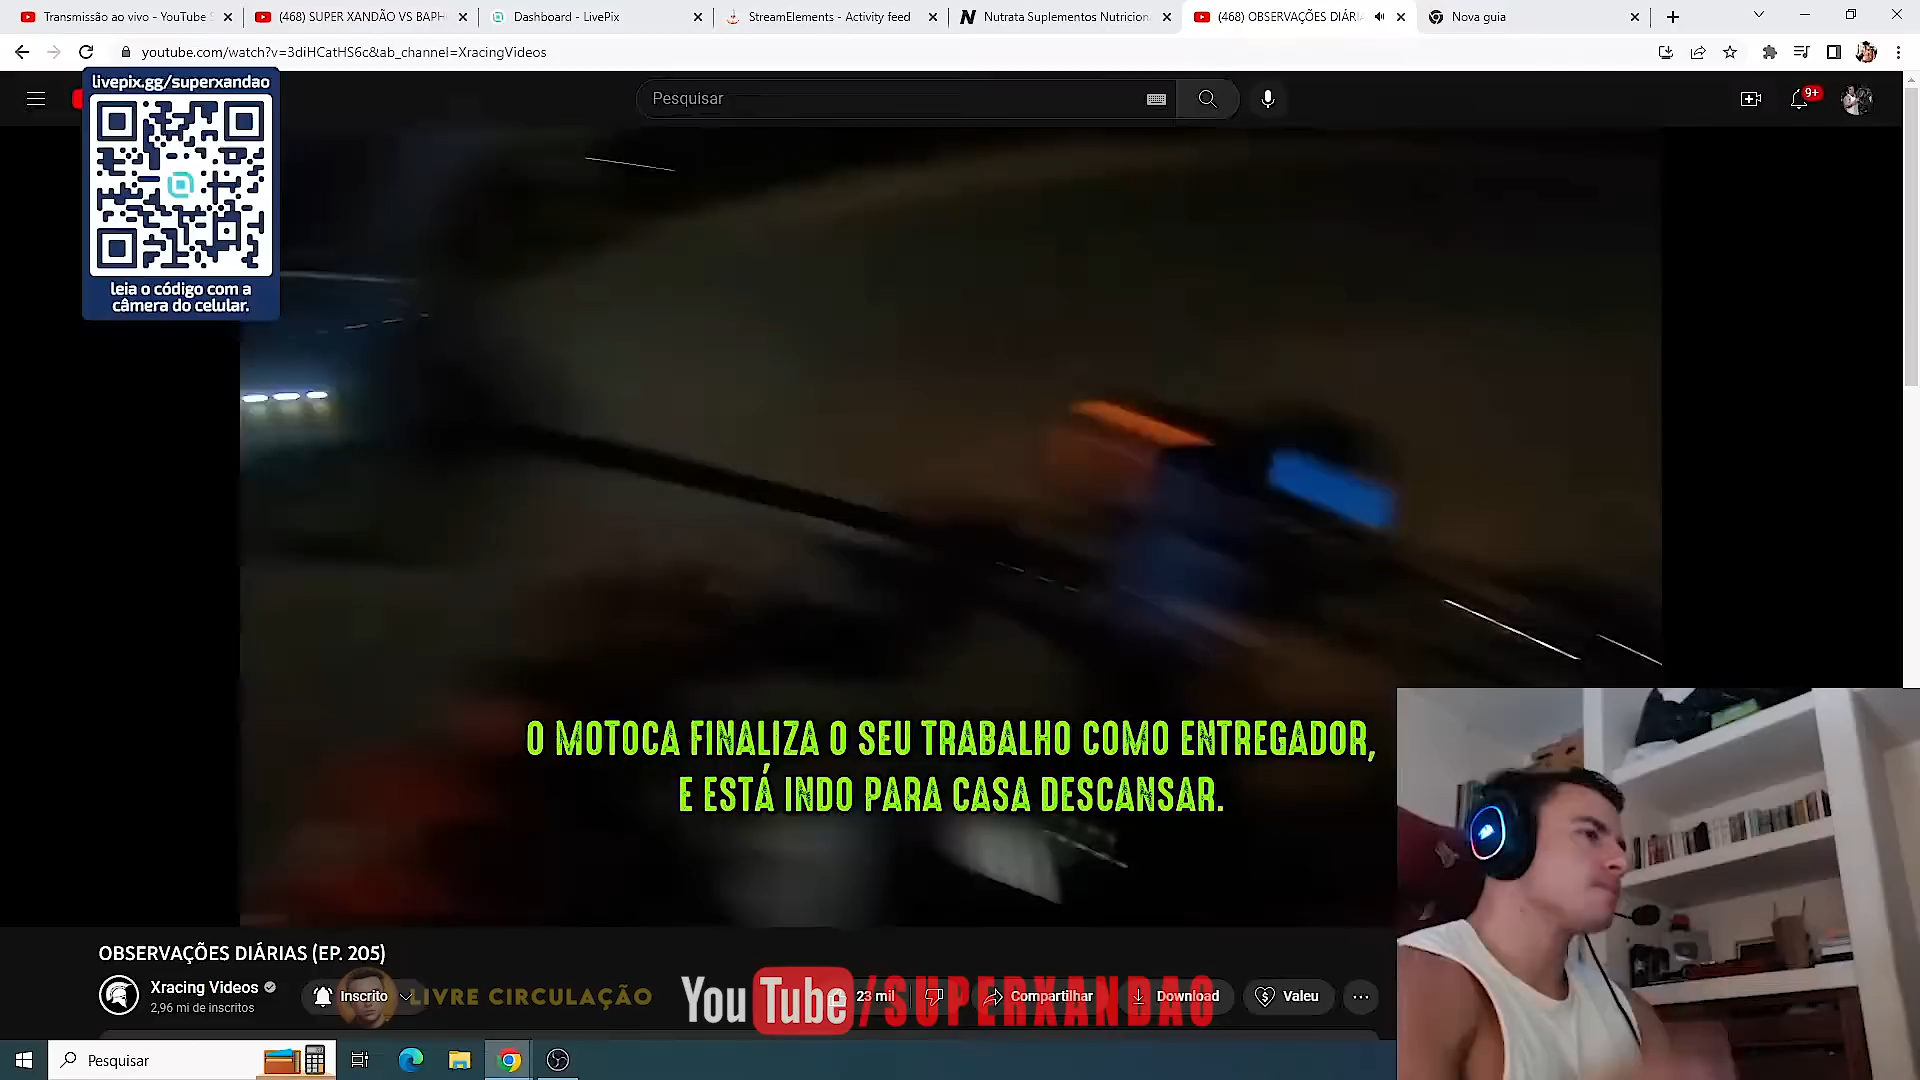 Transmissão ao vivo - YouTube S
(468) SUPER XANDÃO VS BAPH
Dashboard - LivePix
StreamElements - Activity feed
Nutrata Suplementos Nutricion
(468) OBSERVAÇÕES DIÁRI
Nova guia
youtube.com/watch?v=3diHCatHS6c&ab_channel=XracingVideos
livepix.gg/superxandao
leia o código com a
câmera do celular.
Pesquisar
9+
O MOTOCA FINALIZA O SEU TRABALHO COMO ENTREGADOR,
E ESTÁ INDO PARA CASA DESCANSAR.
OBSERVAÇÕES DIÁRIAS (EP. 205)
Xracing Videos
2,96 mi de inscritos
Inscrito
LIVRE CIRCULAÇÃO
YouTube/SUPERXANDAO
23 mil
Compartilhar
Download
Valeu
Pesquisar